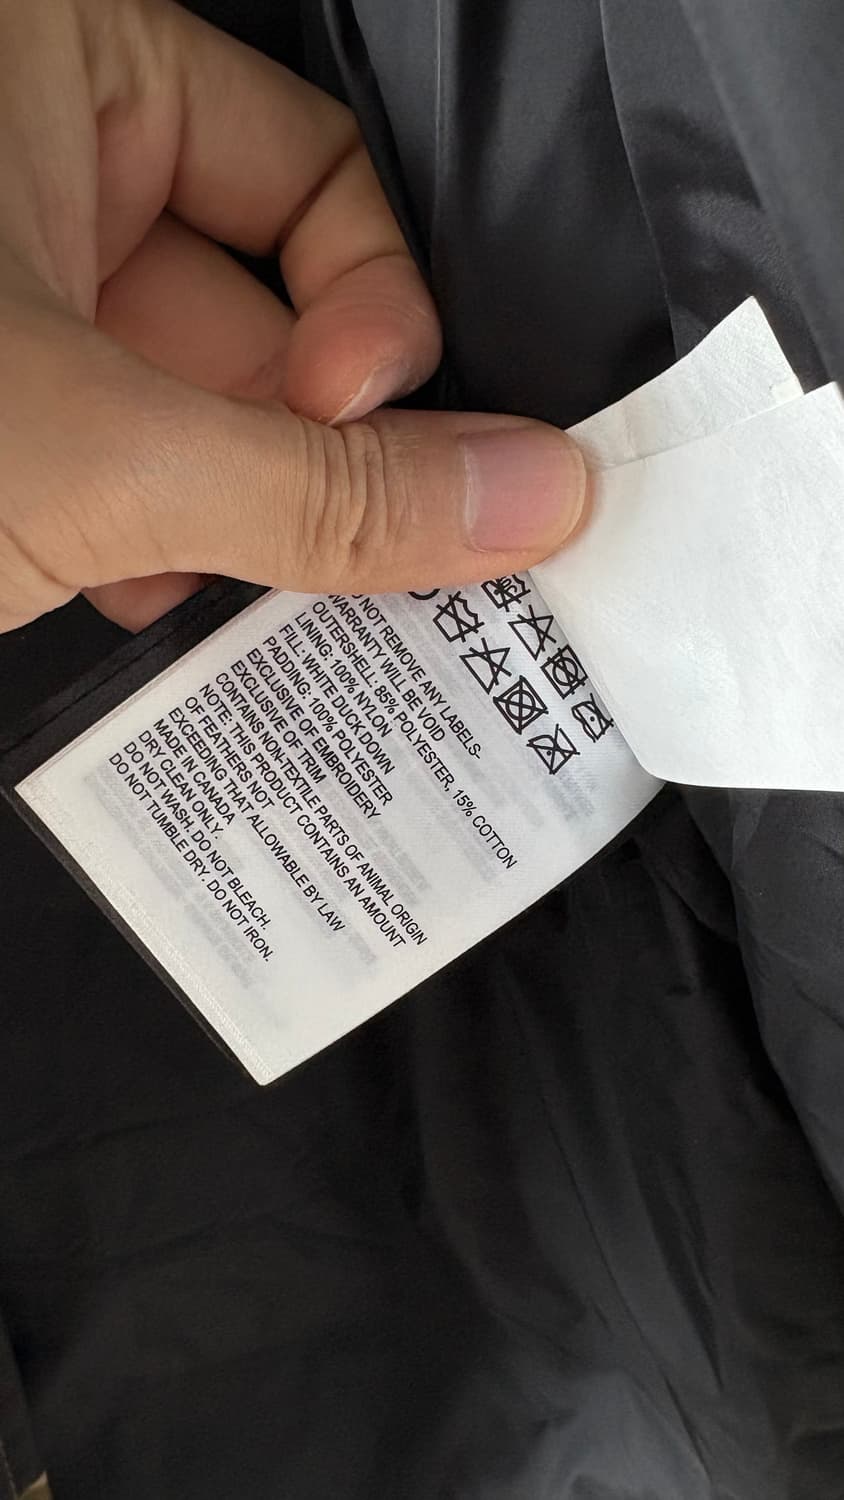 NOT REMOVE ANY LABELS-
WARRANTY WILL BE VOID
OUTERSHELL: 85% POLYESTER, 15% COTTON
LINING: 100% NYLON
FILL: WHITE DUCK DOWN
PADDING: 100% POLYESTER
EXCLUSIVE OF EMBROIDERY
EXCLUSIVE OF TRIM
CONTAINS NON-TEXTILE PARTS OF ANIMAL ORIGIN
NOTE: THIS PRODUCT CONTAINS AN AMOUNT
OF FEATHERS NOT
EXCEEDING THAT ALLOWABLE BY LAW
MADE IN CANADA
DRY CLEAN ONLY.
DO NOT WASH. DO NOT BLEACH.
DO NOT TUMBLE DRY. DO NOT IRON.